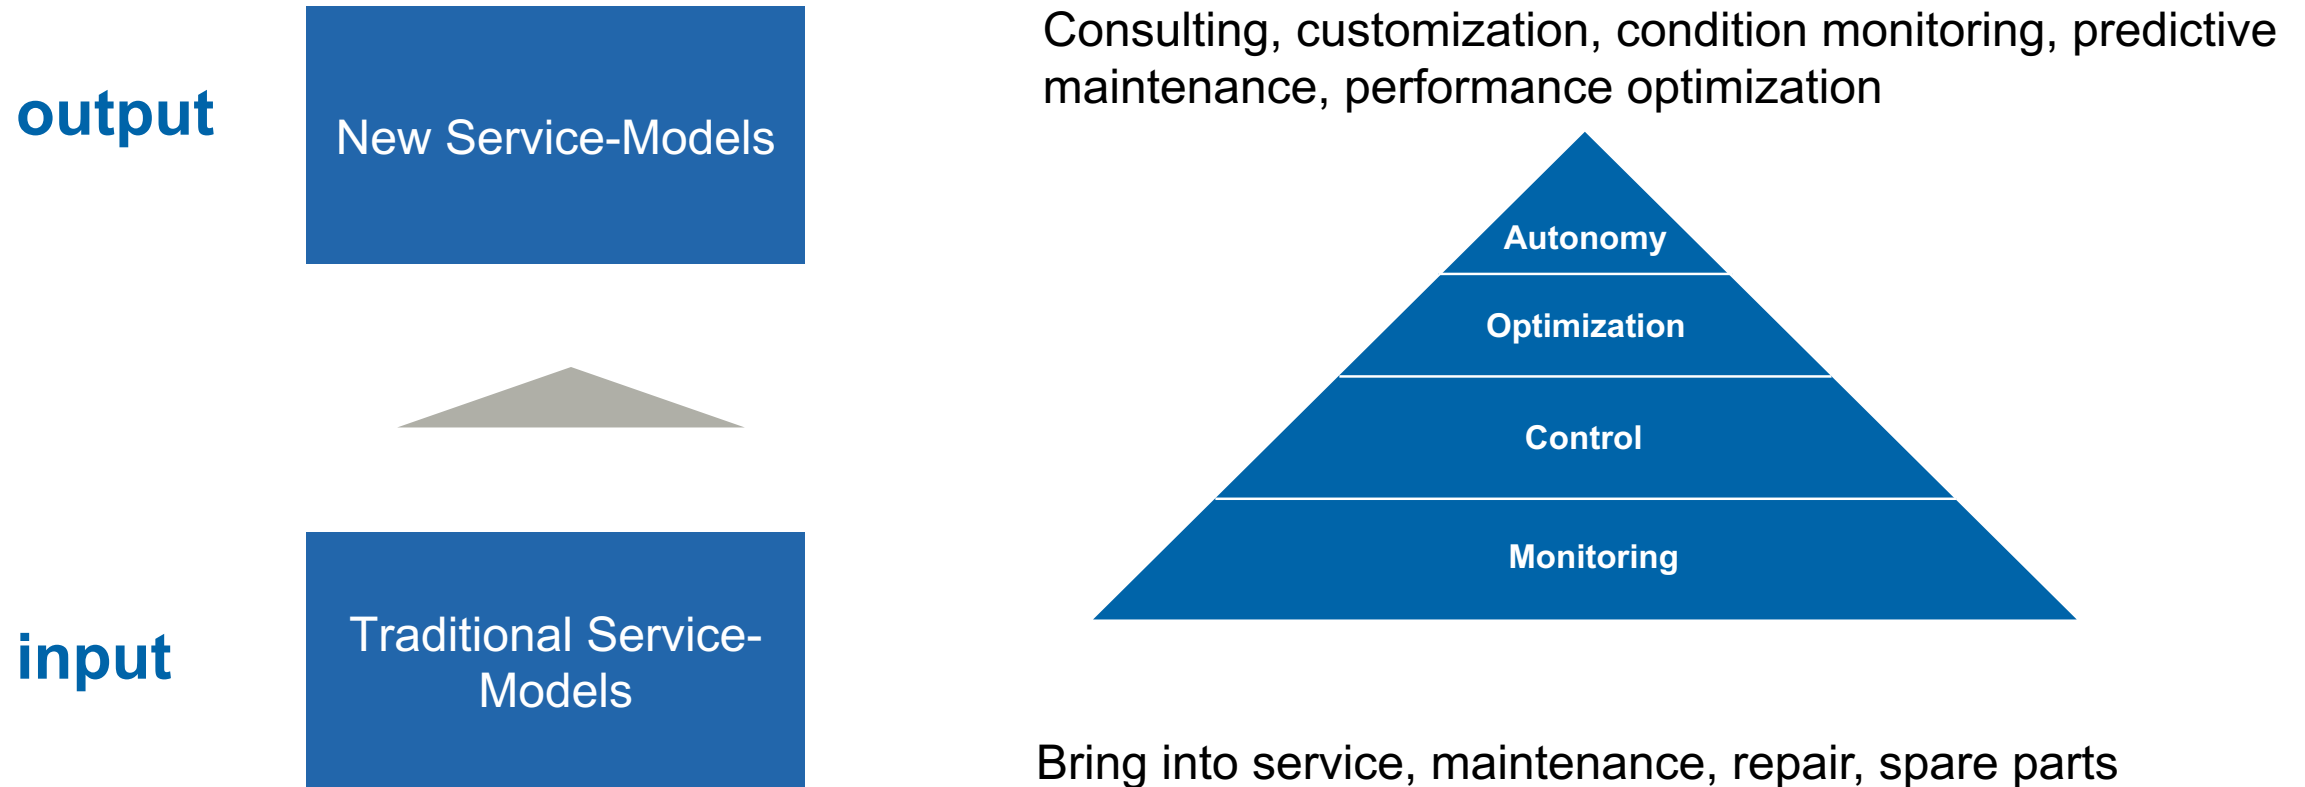 output
New Service-Models
Consulting, customization, condition monitoring, predictive
maintenance, performance optimization
Autonomy
Optimization
Control
Monitoring
input
Traditional Service-
Models
Bring into service, maintenance, repair, spare parts